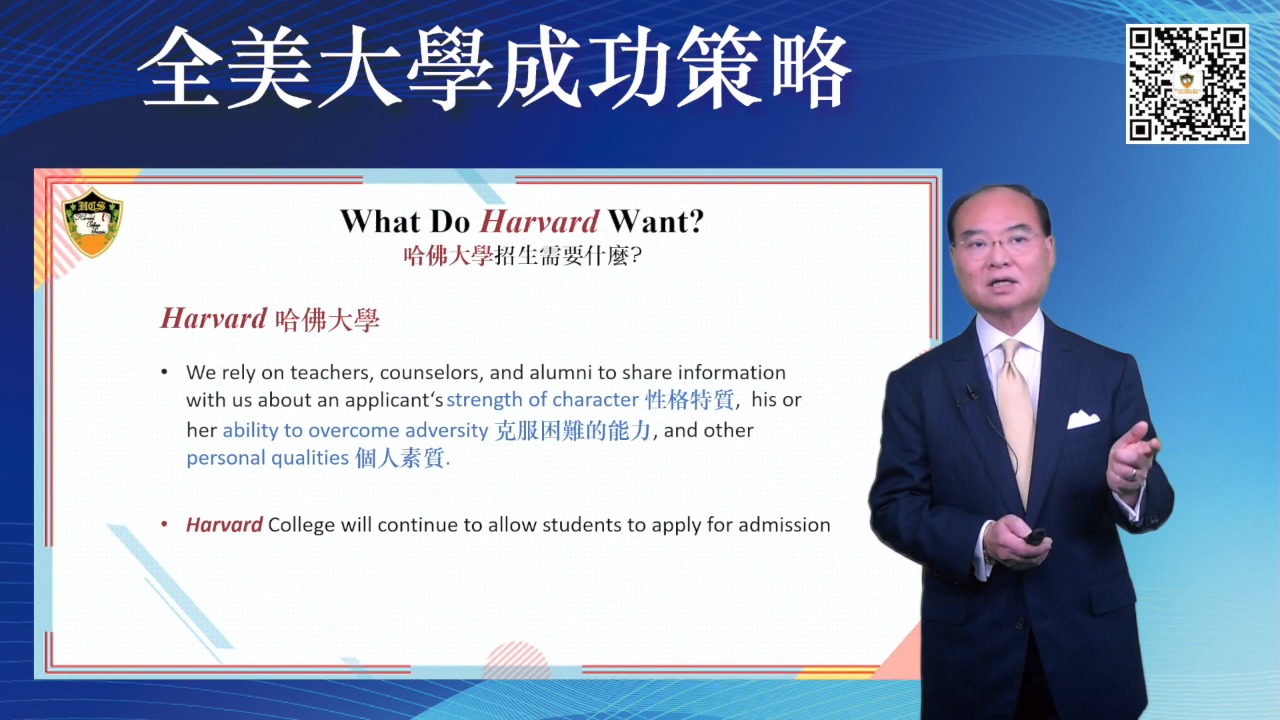 全美大學成功策略
HCS
What Do Harvard Want?
哈佛大學招生需要什麼?
Harvard 哈佛大學
• We rely on teachers, counselors, and alumni to share information
with us about an applicant‘s strength of character 性格特質, his or
her ability to overcome adversity 克服困難的能力, and other
personal qualities 個人素質.
• Harvard College will continue to allow students to apply for admission